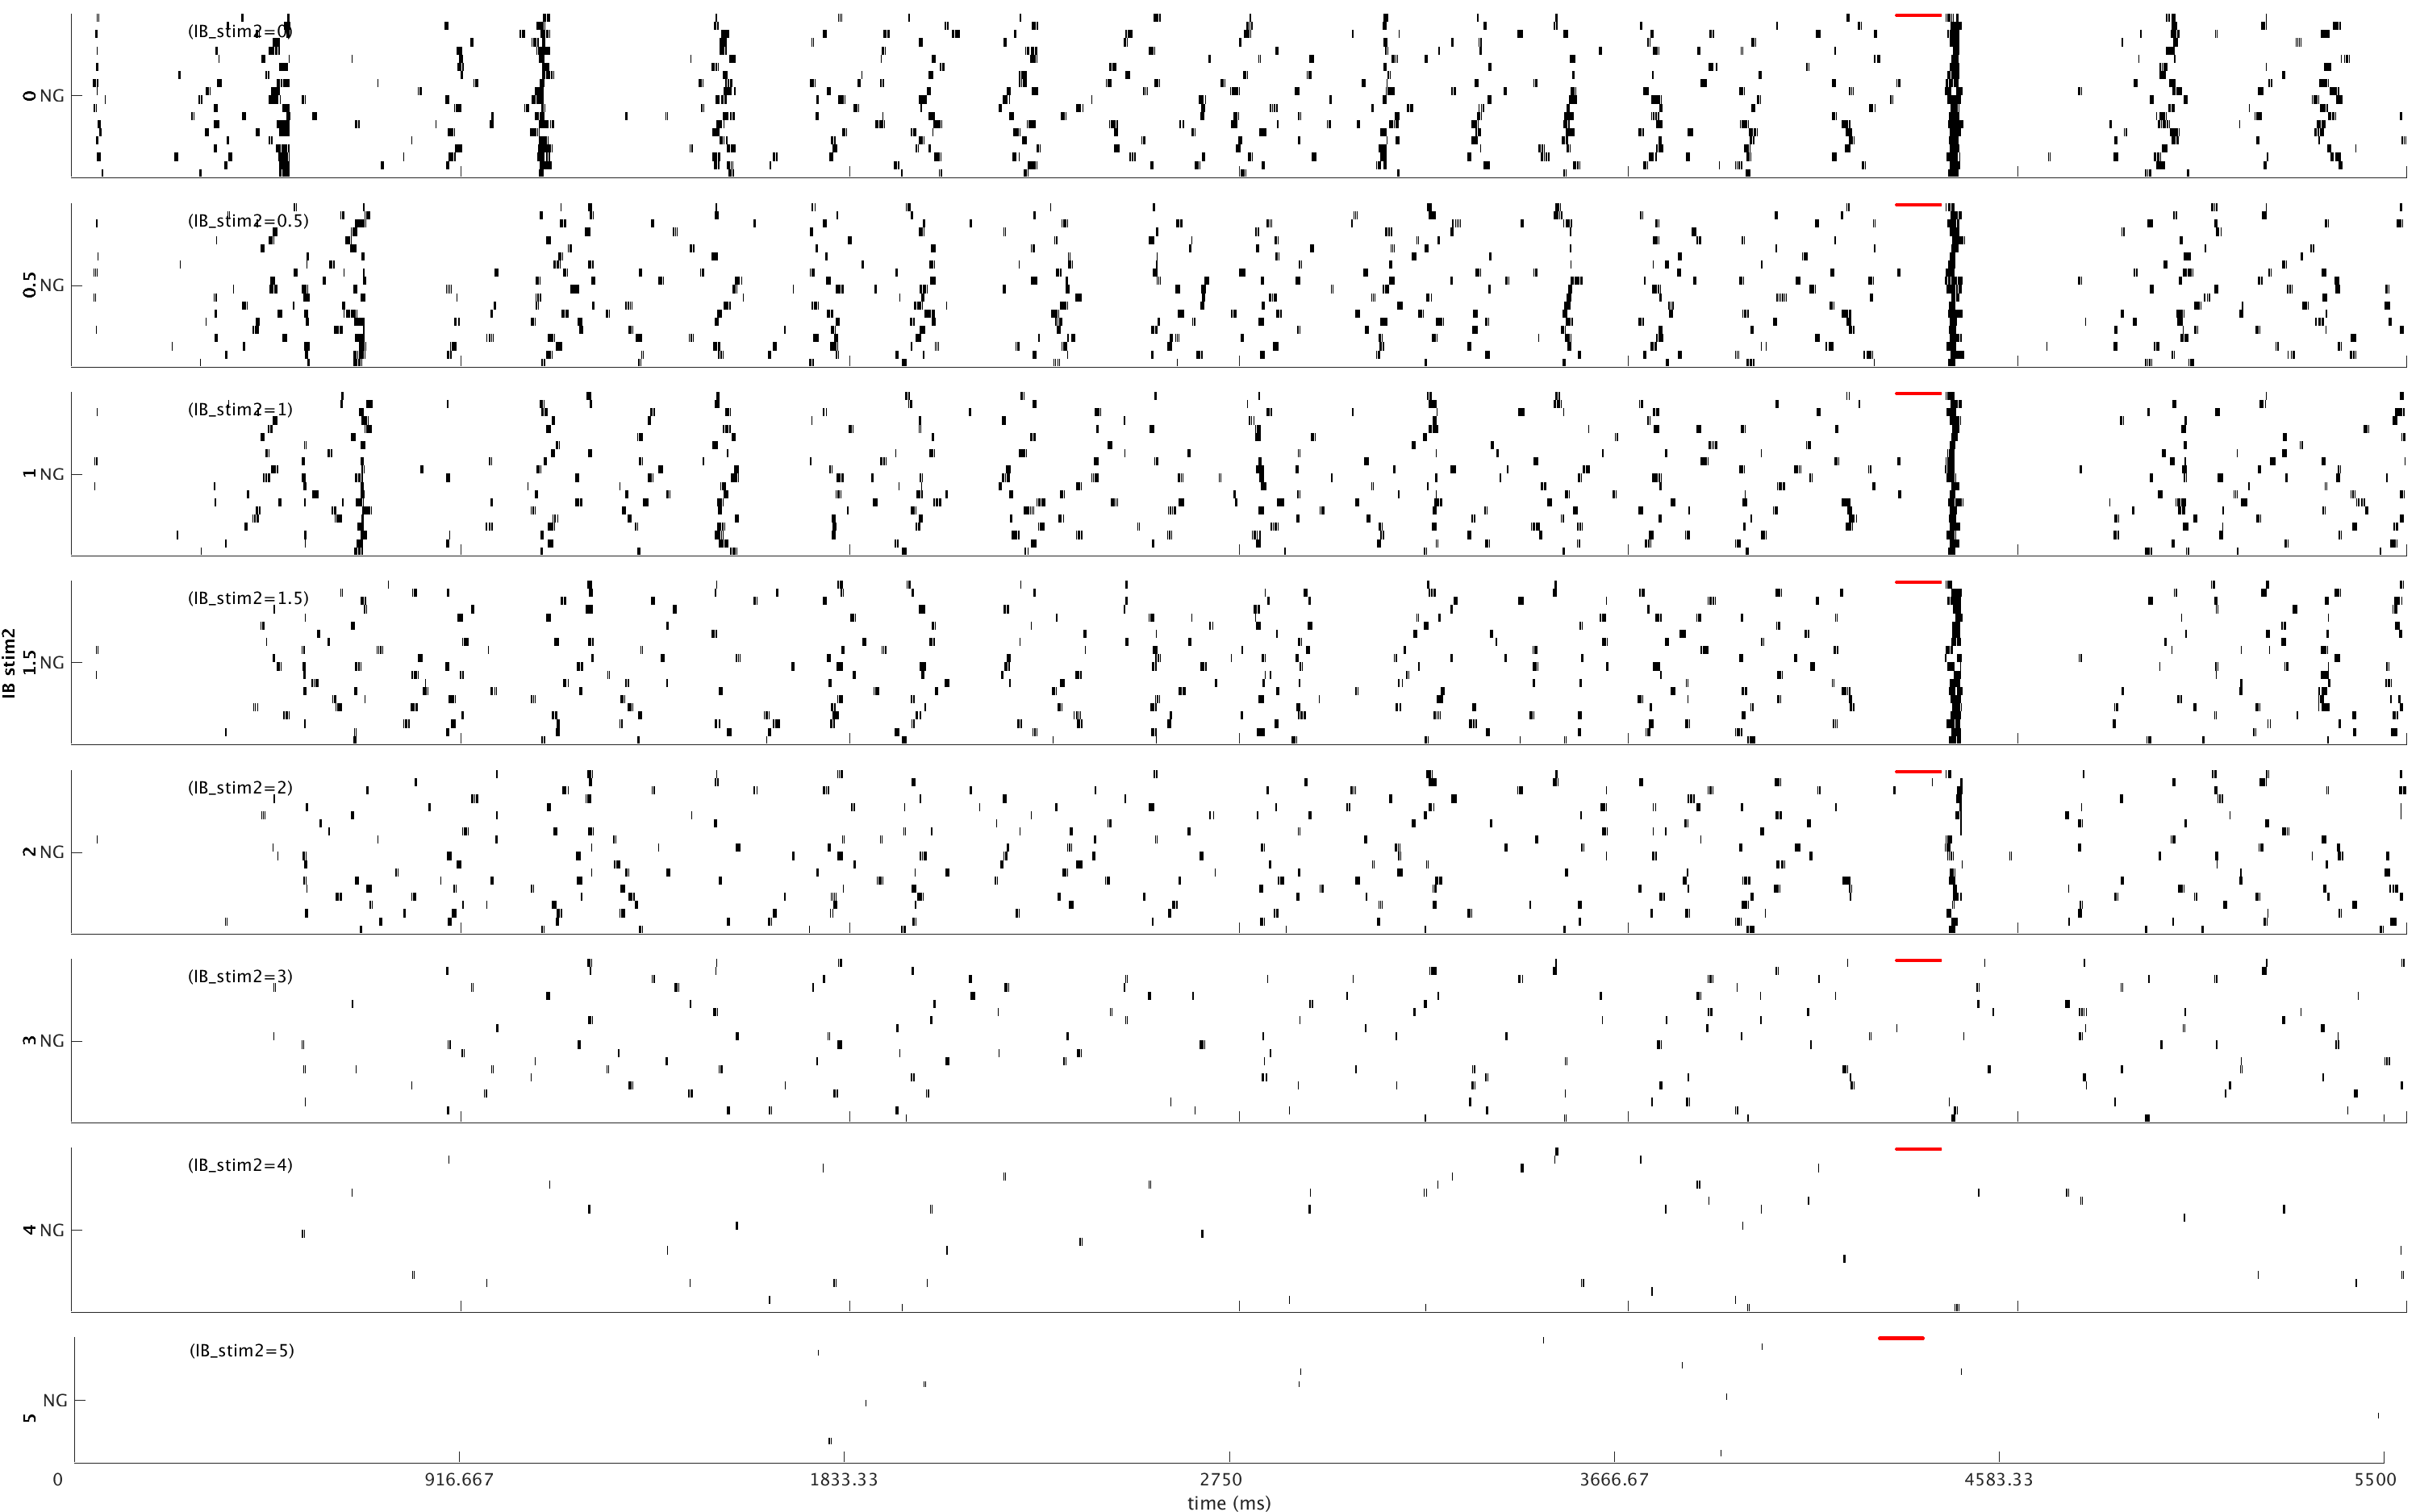 (IB_stim2=0)
0 NG
(IB_stim2=0.5)
0.5 NG
(IB_stim2=1)
1 NG
(IB_stim2=1.5)
1.5 NG
IB stim2
(IB_stim2=2)
2 NG
(IB_stim2=3)
3 NG
(IB_stim2=4)
4 NG
(IB_stim2=5)
5 NG
0 916.667 1833.33 2750 3666.67 4583.33 5500
time (ms)